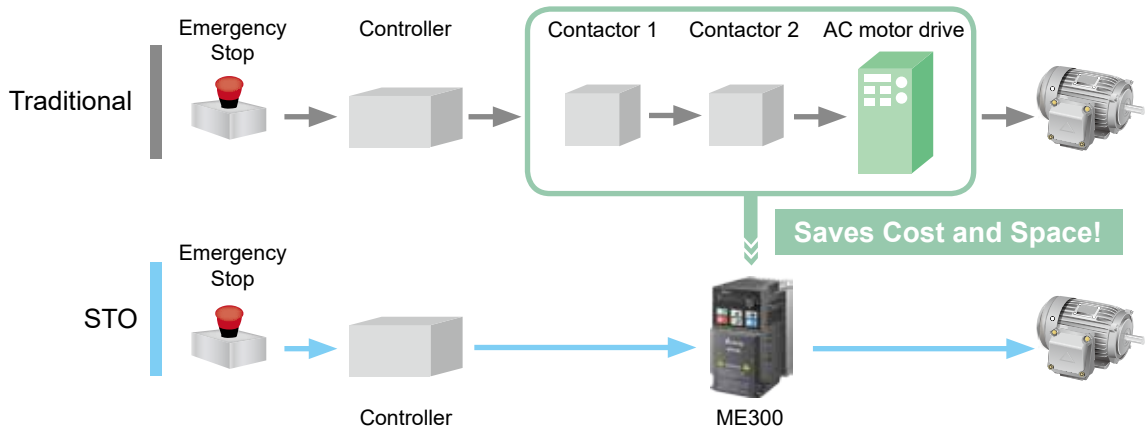 Emergency
Stop
Controller
Contactor 1
Contactor 2
AC motor drive
Traditional
Saves Cost and Space!
Emergency
Stop
STO
Controller
ME300